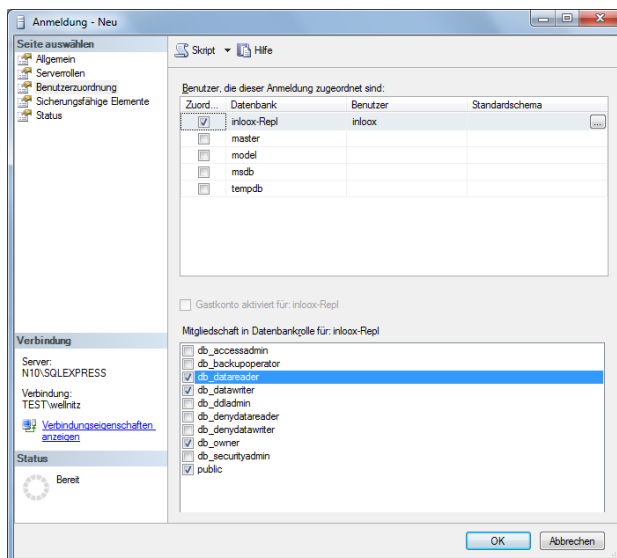 Anmeldung - Neu
Seite auswählen
Allgemein
Serverrollen
Benutzerzuordnung
Sicherungsfähige Elemente
Status
Skript Hilfe
Benutzer, die dieser Anmeldung zugeordnet sind:
Zuord... Datenbank Benutzer Standardschema
inloox-Repl inloox ...
master
model
msdb
tempdb
Gastkonto aktiviert für: inloox-Repl
Mitgliedschaft in Datenbankrolle für: inloox-Repl
db_accessadmin
db_backupoperator
db_datareader
db_datawriter
db_ddladmin
db_denydatareader
db_denydatawriter
db_owner
db_securityadmin
public
Verbindung
Server:
N10\SQLEXPRESS
Verbindung:
TEST\wellnitz
Verbindungseigenschaften
anzeigen
Status
Bereit
OK Abbrechen